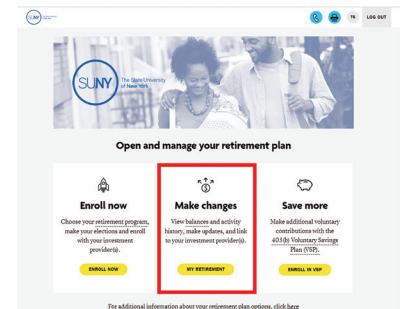 SUNY
TS
LOG OUT
SUNY The State University
of New York
Open and manage your retirement plan
Enroll now
Choose your retirement program,
make your elections and enroll
with your investment
provider(s).
ENROLL NOW
Make changes
View balances and activity
history, make updates, and link
to your investment provider(s).
MY RETIREMENT
Save more
Make additional voluntary
contributions with the
403(b) Voluntary Savings
Plan (VSP).
ENROLL IN VSP
For additional information about your retirement plan options, click here